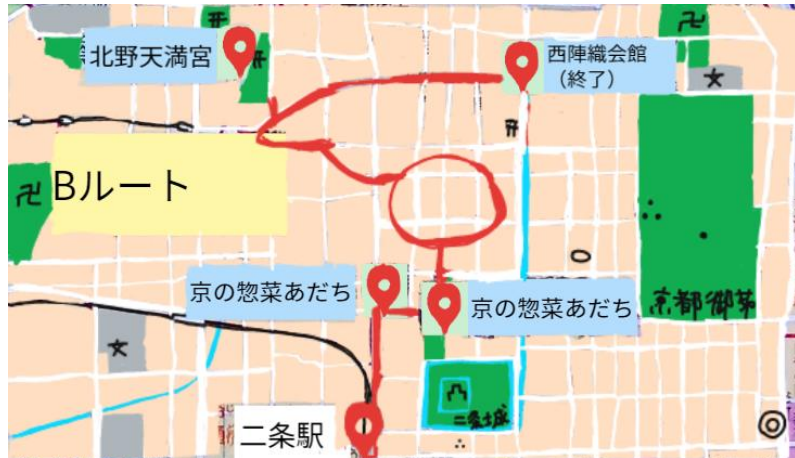 北野天満宮
西陣織会館
（終了）
Bルート
京の惣菜あだち
京の惣菜あだち
京都御苑
二条城
二条駅